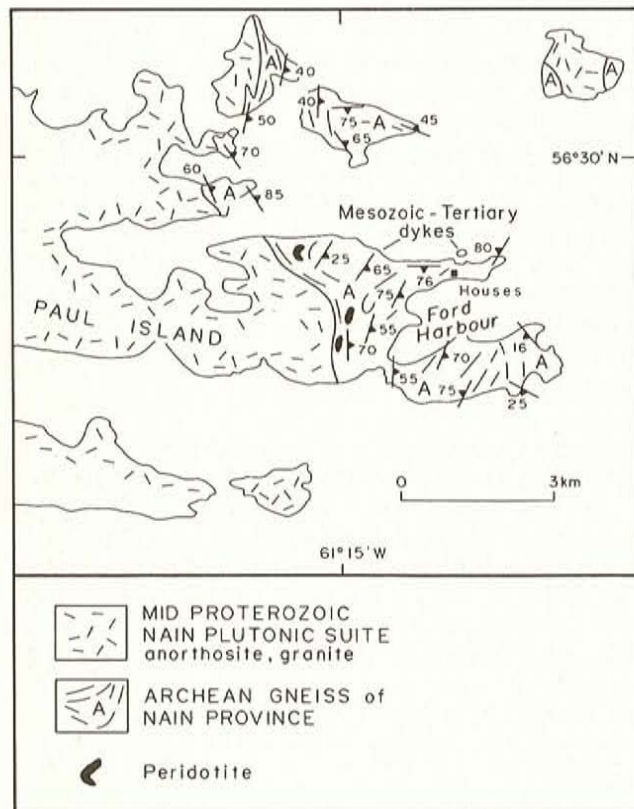 A
40
A
A
50
40
75
A
45
65
70
56°30'N
60
A
85
Mesozoic - Tertiary
dykes
80
25
65
76
Houses
A
75
Ford
Harbour
PAUL ISLAND
55
70
16
A
70
55
A
75
25
0 3km
61°15'W
MID PROTEROZOIC
NAIN PLUTONIC SUITE
anorthosite, granite
A
ARCHEAN GNEISS of
NAIN PROVINCE
Peridotite